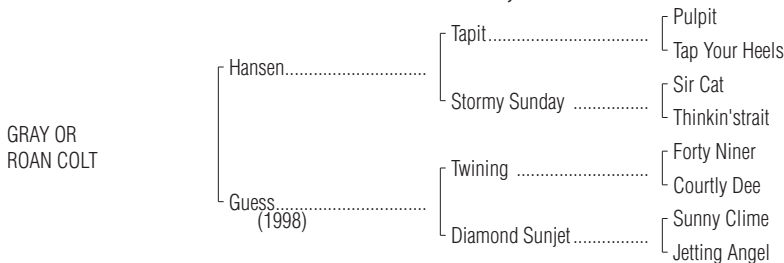 Pulpit
Tapit................................
Tap Your Heels
Hansen............................
Sir Cat
Stormy Sunday ...............
Thinkin'strait
GRAY OR
ROAN COLT
Forty Niner
Twining ..........................
Courtly Dee
Guess..............................
(1998)
Sunny Clime
Diamond Sunjet...............
Jetting Angel